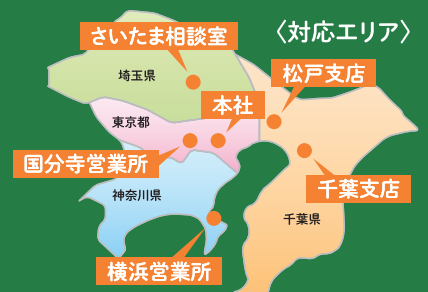 〈対応エリア〉
さいたま相談室
埼玉県
松戸支店
本社
東京都
国分寺営業所
千葉支店
神奈川県
千葉県
横浜営業所